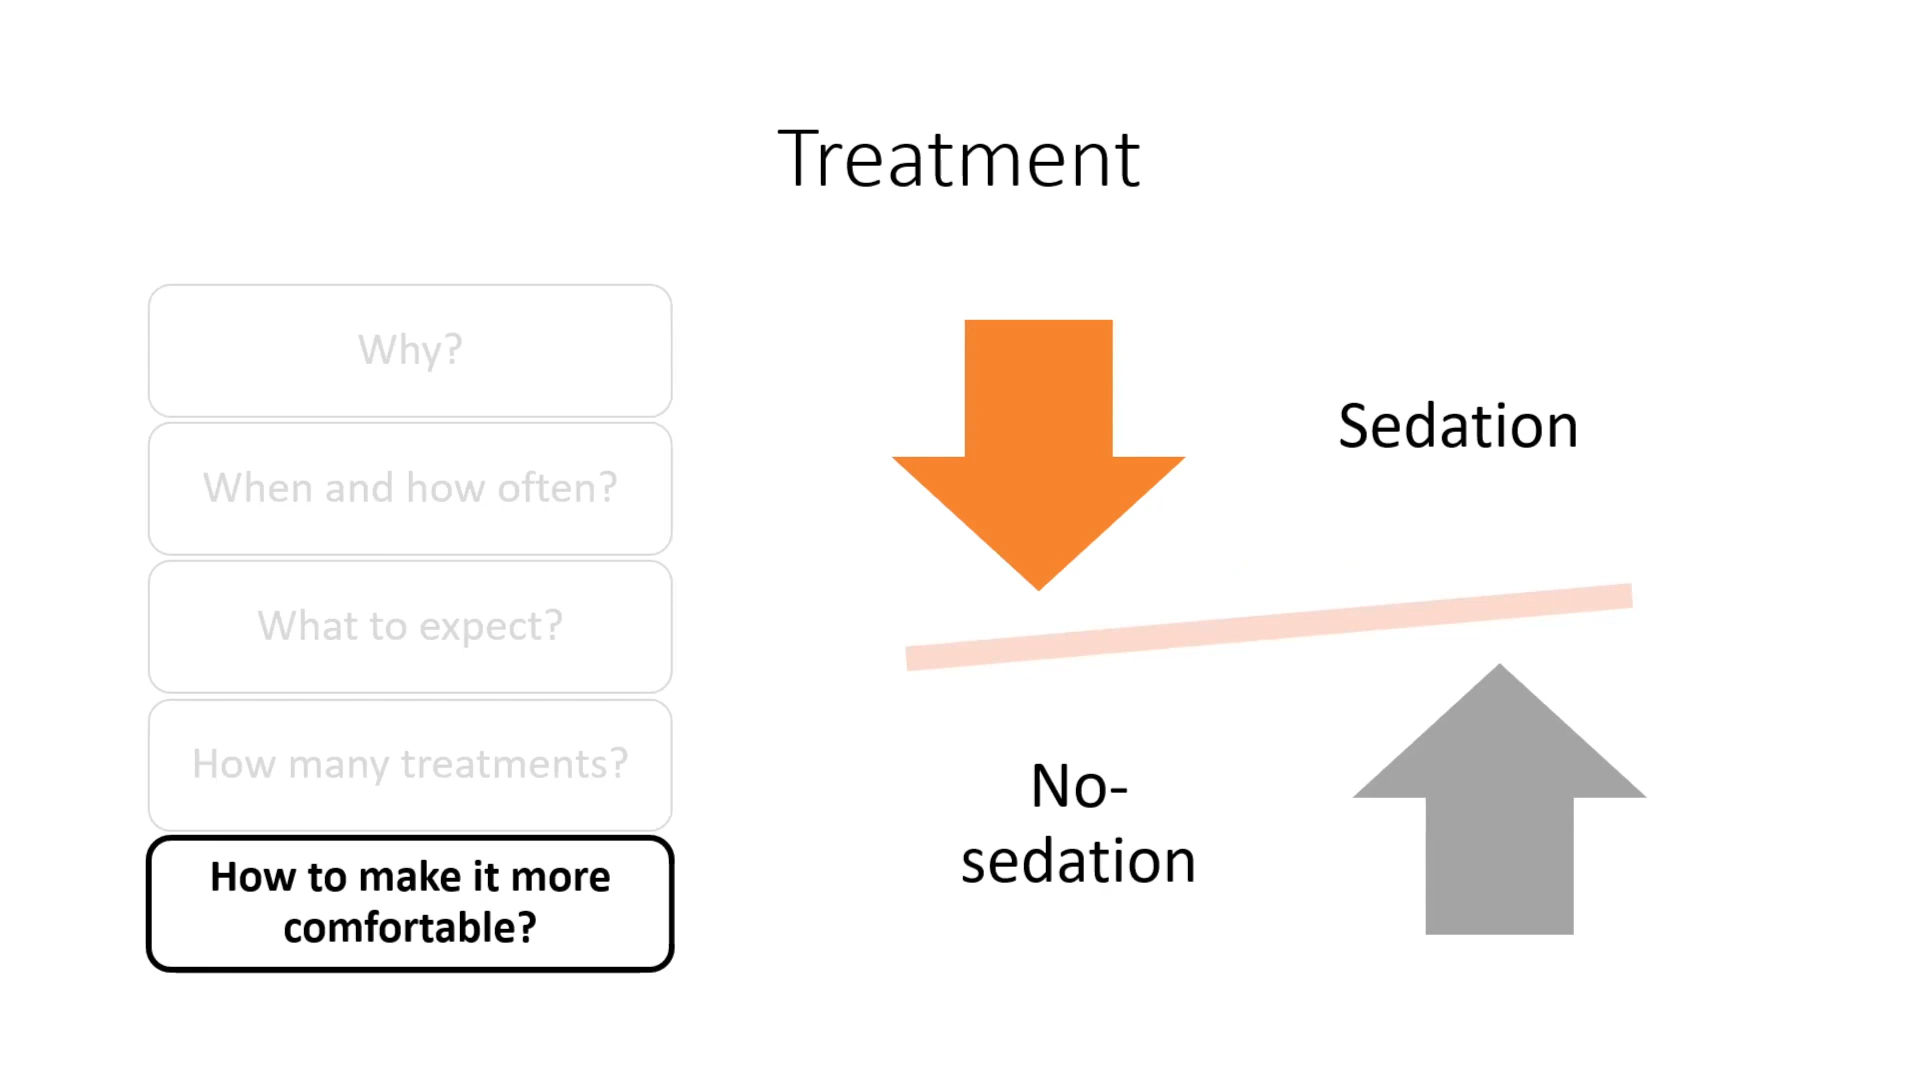 Treatment
Why?
When and how often?
What to expect?
How many treatments?
How to make it more
comfortable?
Sedation
No-
sedation